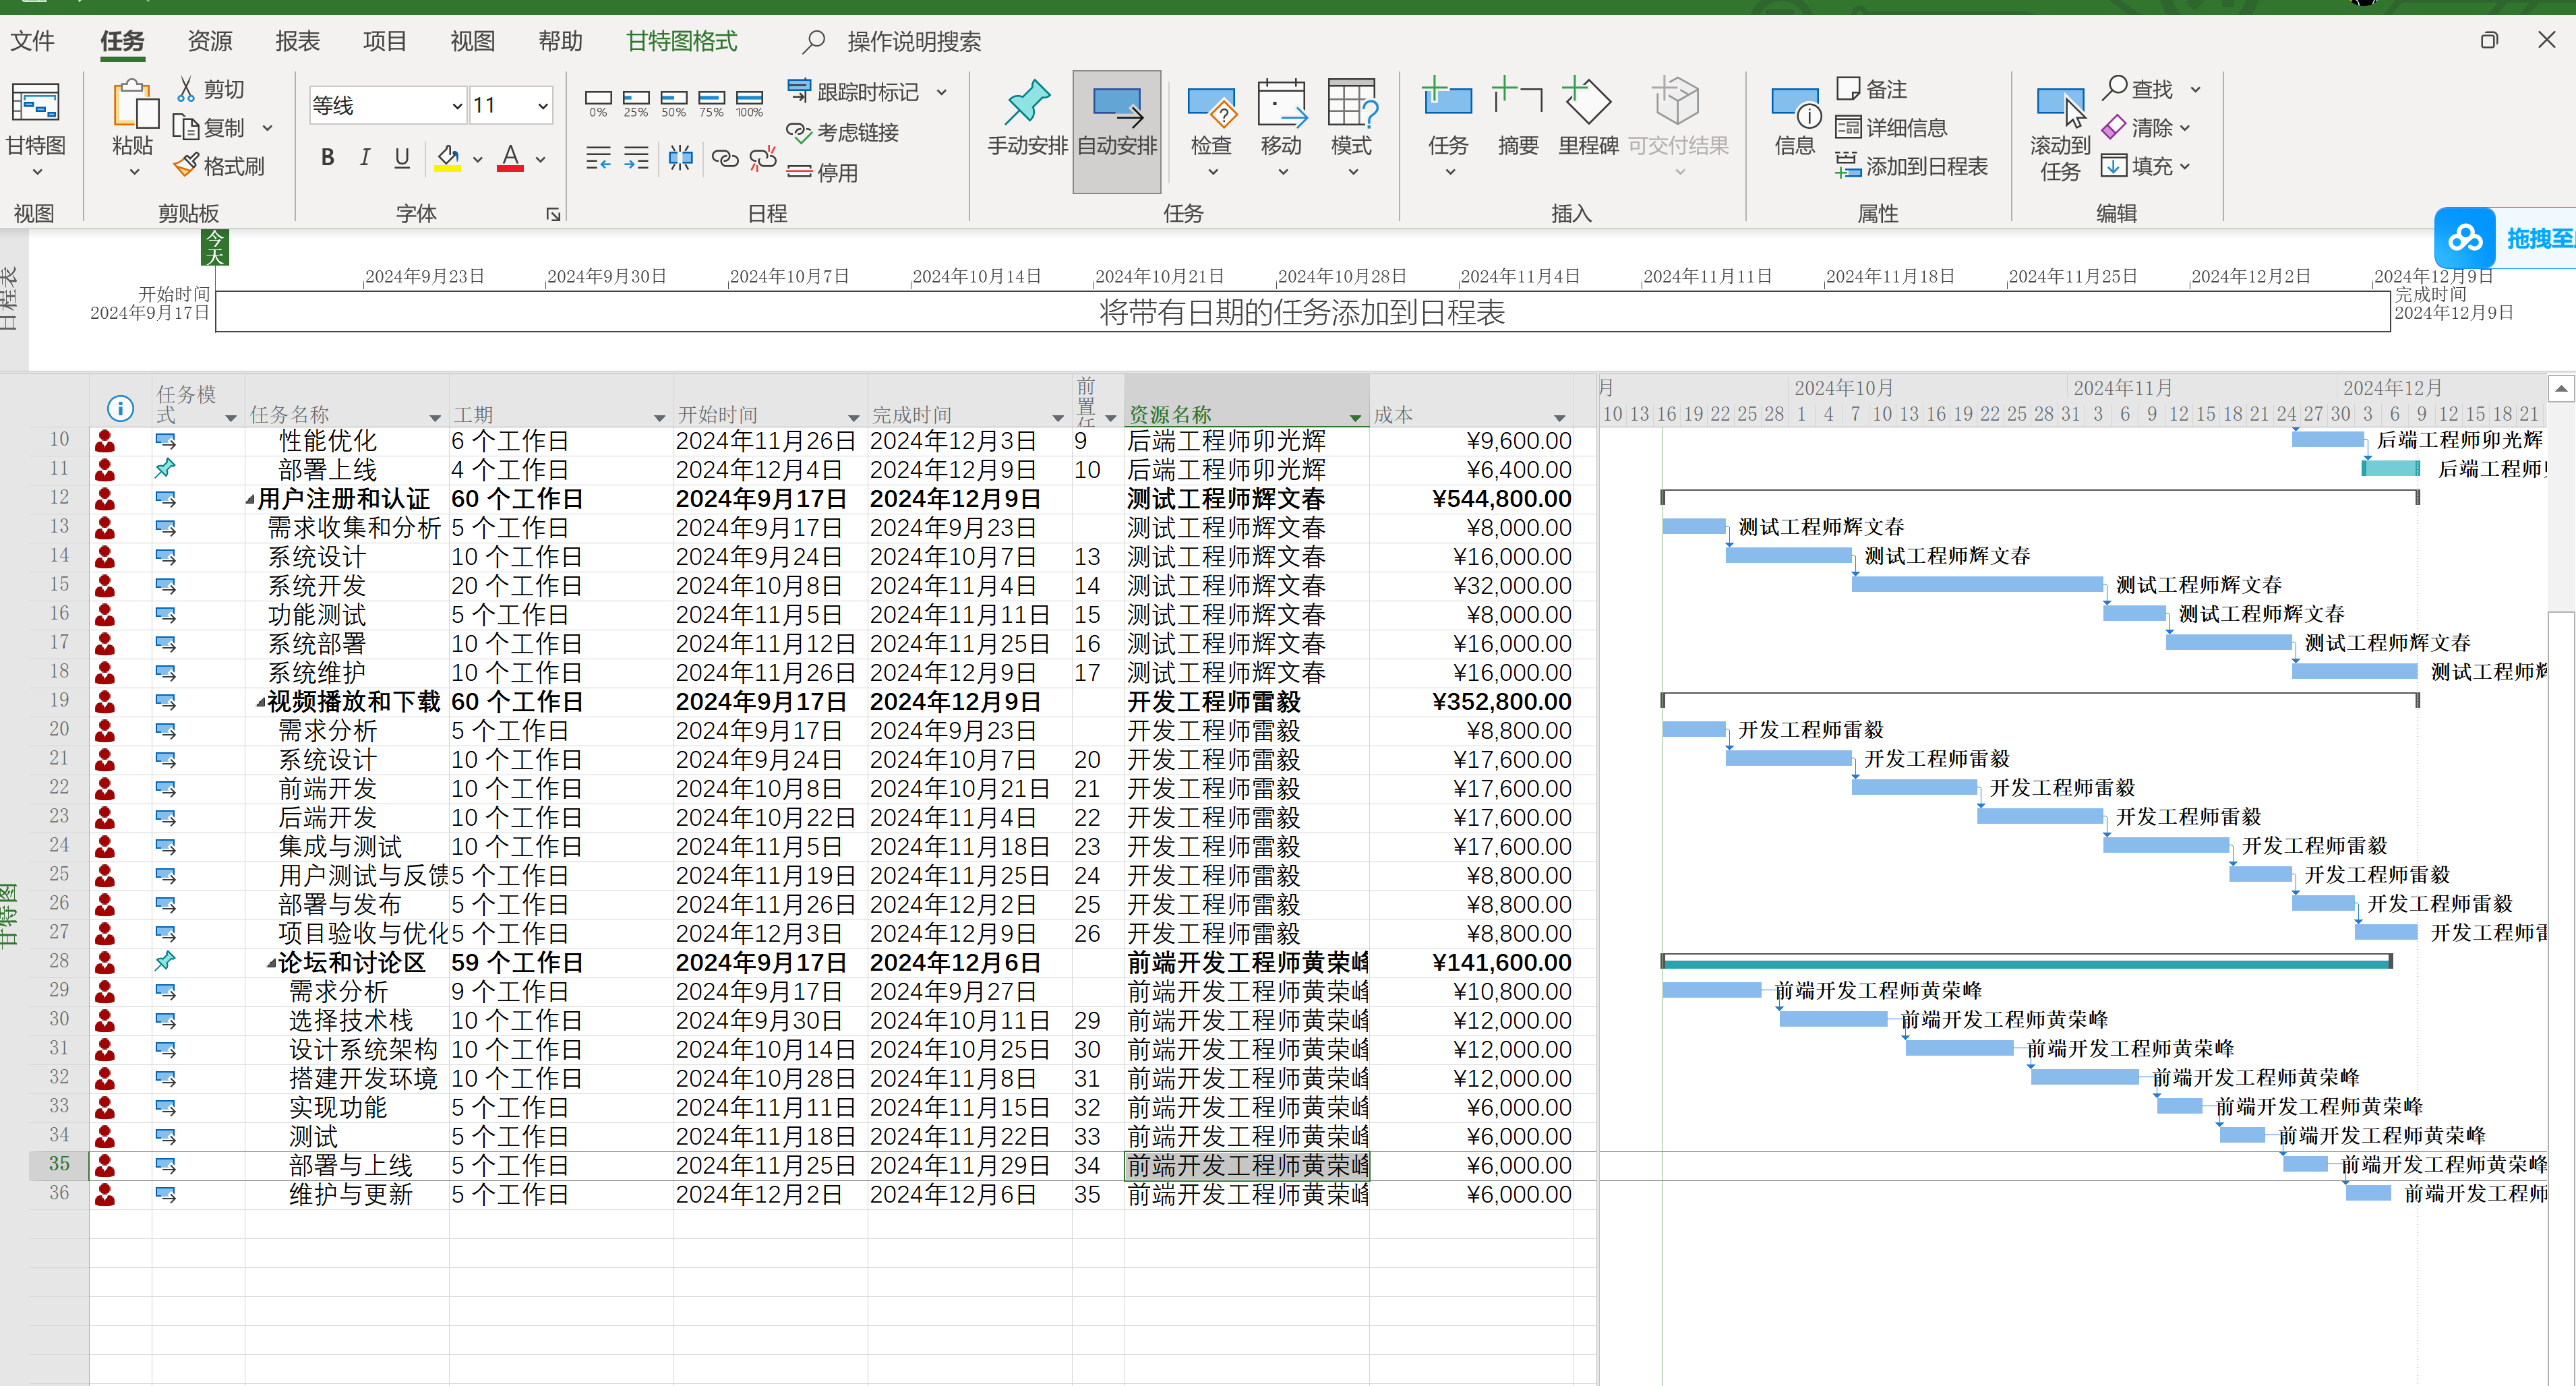 文件 任务 资源 报表 项目 视图 帮助 甘特图格式 操作说明搜索
甘特图 粘贴 剪切 复制 格式刷
等线 11
B I U A
0% 25% 50% 75% 100%
跟踪时标记 考虑链接 停用
手动安排 自动安排 检查 移动 模式
任务 摘要 里程碑 可交付结果
信息 备注 详细信息 添加到日程表
滚动到任务 查找 清除 填充
视图 剪贴板 字体 日程 任务 插入 属性 编辑
今天
日程表
2024年9月23日 2024年9月30日 2024年10月7日 2024年10月14日 2024年10月21日 2024年10月28日 2024年11月4日 2024年11月11日 2024年11月18日 2024年11月25日 2024年12月2日 2024年12月9日
开始时间
2024年9月17日
将带有日期的任务添加到日程表
完成时间
2024年12月9日
甘特图
任务模式 任务名称 工期 开始时间 完成时间 前置任 资源名称 成本
月 2024年10月 2024年11月 2024年12月
10 13 16 19 22 25 28 1 4 7 10 13 16 19 22 25 28 31 3 6 9 12 15 18 21 24 27 30 3 6 9 12 15 18 21
10 性能优化 6 个工作日 2024年11月26日 2024年12月3日 9 后端工程师卯光辉 ¥9,600.00 后端工程师卯光辉
11 部署上线 4 个工作日 2024年12月4日 2024年12月9日 10 后端工程师卯光辉 ¥6,400.00 后端工程师
12 用户注册和认证 60 个工作日 2024年9月17日 2024年12月9日 测试工程师辉文春 ¥544,800.00
13 需求收集和分析 5 个工作日 2024年9月17日 2024年9月23日 测试工程师辉文春 ¥8,000.00 测试工程师辉文春
14 系统设计 10 个工作日 2024年9月24日 2024年10月7日 13 测试工程师辉文春 ¥16,000.00 测试工程师辉文春
15 系统开发 20 个工作日 2024年10月8日 2024年11月4日 14 测试工程师辉文春 ¥32,000.00 测试工程师辉文春
16 功能测试 5 个工作日 2024年11月5日 2024年11月11日 15 测试工程师辉文春 ¥8,000.00 测试工程师辉文春
17 系统部署 10 个工作日 2024年11月12日 2024年11月25日 16 测试工程师辉文春 ¥16,000.00 测试工程师辉文春
18 系统维护 10 个工作日 2024年11月26日 2024年12月9日 17 测试工程师辉文春 ¥16,000.00 测试工程师
19 视频播放和下载 60 个工作日 2024年9月17日 2024年12月9日 开发工程师雷毅 ¥352,800.00
20 需求分析 5 个工作日 2024年9月17日 2024年9月23日 开发工程师雷毅 ¥8,800.00 开发工程师雷毅
21 系统设计 10 个工作日 2024年9月24日 2024年10月7日 20 开发工程师雷毅 ¥17,600.00 开发工程师雷毅
22 前端开发 10 个工作日 2024年10月8日 2024年10月21日 21 开发工程师雷毅 ¥17,600.00 开发工程师雷毅
23 后端开发 10 个工作日 2024年10月22日 2024年11月4日 22 开发工程师雷毅 ¥17,600.00 开发工程师雷毅
24 集成与测试 10 个工作日 2024年11月5日 2024年11月18日 23 开发工程师雷毅 ¥17,600.00 开发工程师雷毅
25 用户测试与反馈 5 个工作日 2024年11月19日 2024年11月25日 24 开发工程师雷毅 ¥8,800.00 开发工程师雷毅
26 部署与发布 5 个工作日 2024年11月26日 2024年12月2日 25 开发工程师雷毅 ¥8,800.00 开发工程师雷毅
27 项目验收与优化 5 个工作日 2024年12月3日 2024年12月9日 26 开发工程师雷毅 ¥8,800.00 开发工程师雷
28 论坛和讨论区 59 个工作日 2024年9月17日 2024年12月6日 前端开发工程师黄荣峰 ¥141,600.00
29 需求分析 9 个工作日 2024年9月17日 2024年9月27日 前端开发工程师黄荣峰 ¥10,800.00 前端开发工程师黄荣峰
30 选择技术栈 10 个工作日 2024年9月30日 2024年10月11日 29 前端开发工程师黄荣峰 ¥12,000.00 前端开发工程师黄荣峰
31 设计系统架构 10 个工作日 2024年10月14日 2024年10月25日 30 前端开发工程师黄荣峰 ¥12,000.00 前端开发工程师黄荣峰
32 搭建开发环境 10 个工作日 2024年10月28日 2024年11月8日 31 前端开发工程师黄荣峰 ¥12,000.00 前端开发工程师黄荣峰
33 实现功能 5 个工作日 2024年11月11日 2024年11月15日 32 前端开发工程师黄荣峰 ¥6,000.00 前端开发工程师黄荣峰
34 测试 5 个工作日 2024年11月18日 2024年11月22日 33 前端开发工程师黄荣峰 ¥6,000.00 前端开发工程师黄荣峰
35 部署与上线 5 个工作日 2024年11月25日 2024年11月29日 34 前端开发工程师黄荣峰 ¥6,000.00 前端开发工程师黄荣峰
36 维护与更新 5 个工作日 2024年12月2日 2024年12月6日 35 前端开发工程师黄荣峰 ¥6,000.00 前端开发工程师
拖拽至